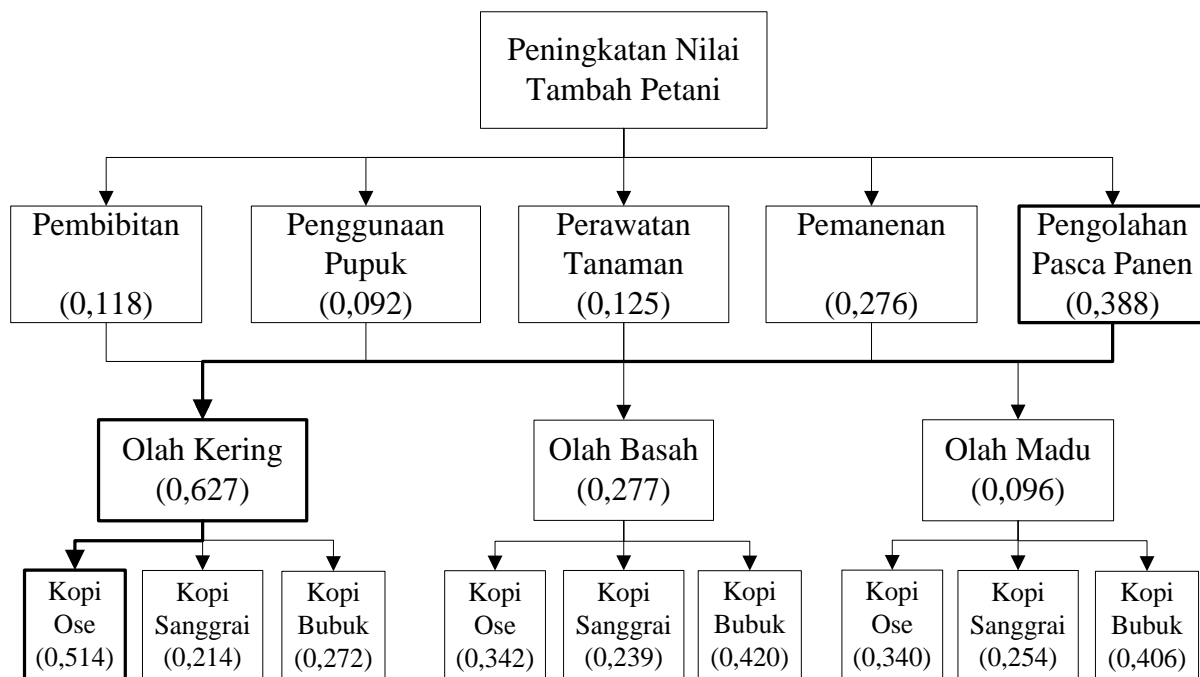 Peningkatan Nilai
Tambah Petani
Pembibitan
(0,118)
Penggunaan
Pupuk
(0,092)
Perawatan
Tanaman
(0,125)
Pemanenan
(0,276)
Pengolahan
Pasca Panen
(0,388)
Olah Kering
(0,627)
Olah Basah
(0,277)
Olah Madu
(0,096)
Kopi
Ose
(0,514)
Kopi
Sanggrai
(0,214)
Kopi
Bubuk
(0,272)
Kopi
Ose
(0,342)
Kopi
Sanggrai
(0,239)
Kopi
Bubuk
(0,420)
Kopi
Ose
(0,340)
Kopi
Sanggrai
(0,254)
Kopi
Bubuk
(0,406)